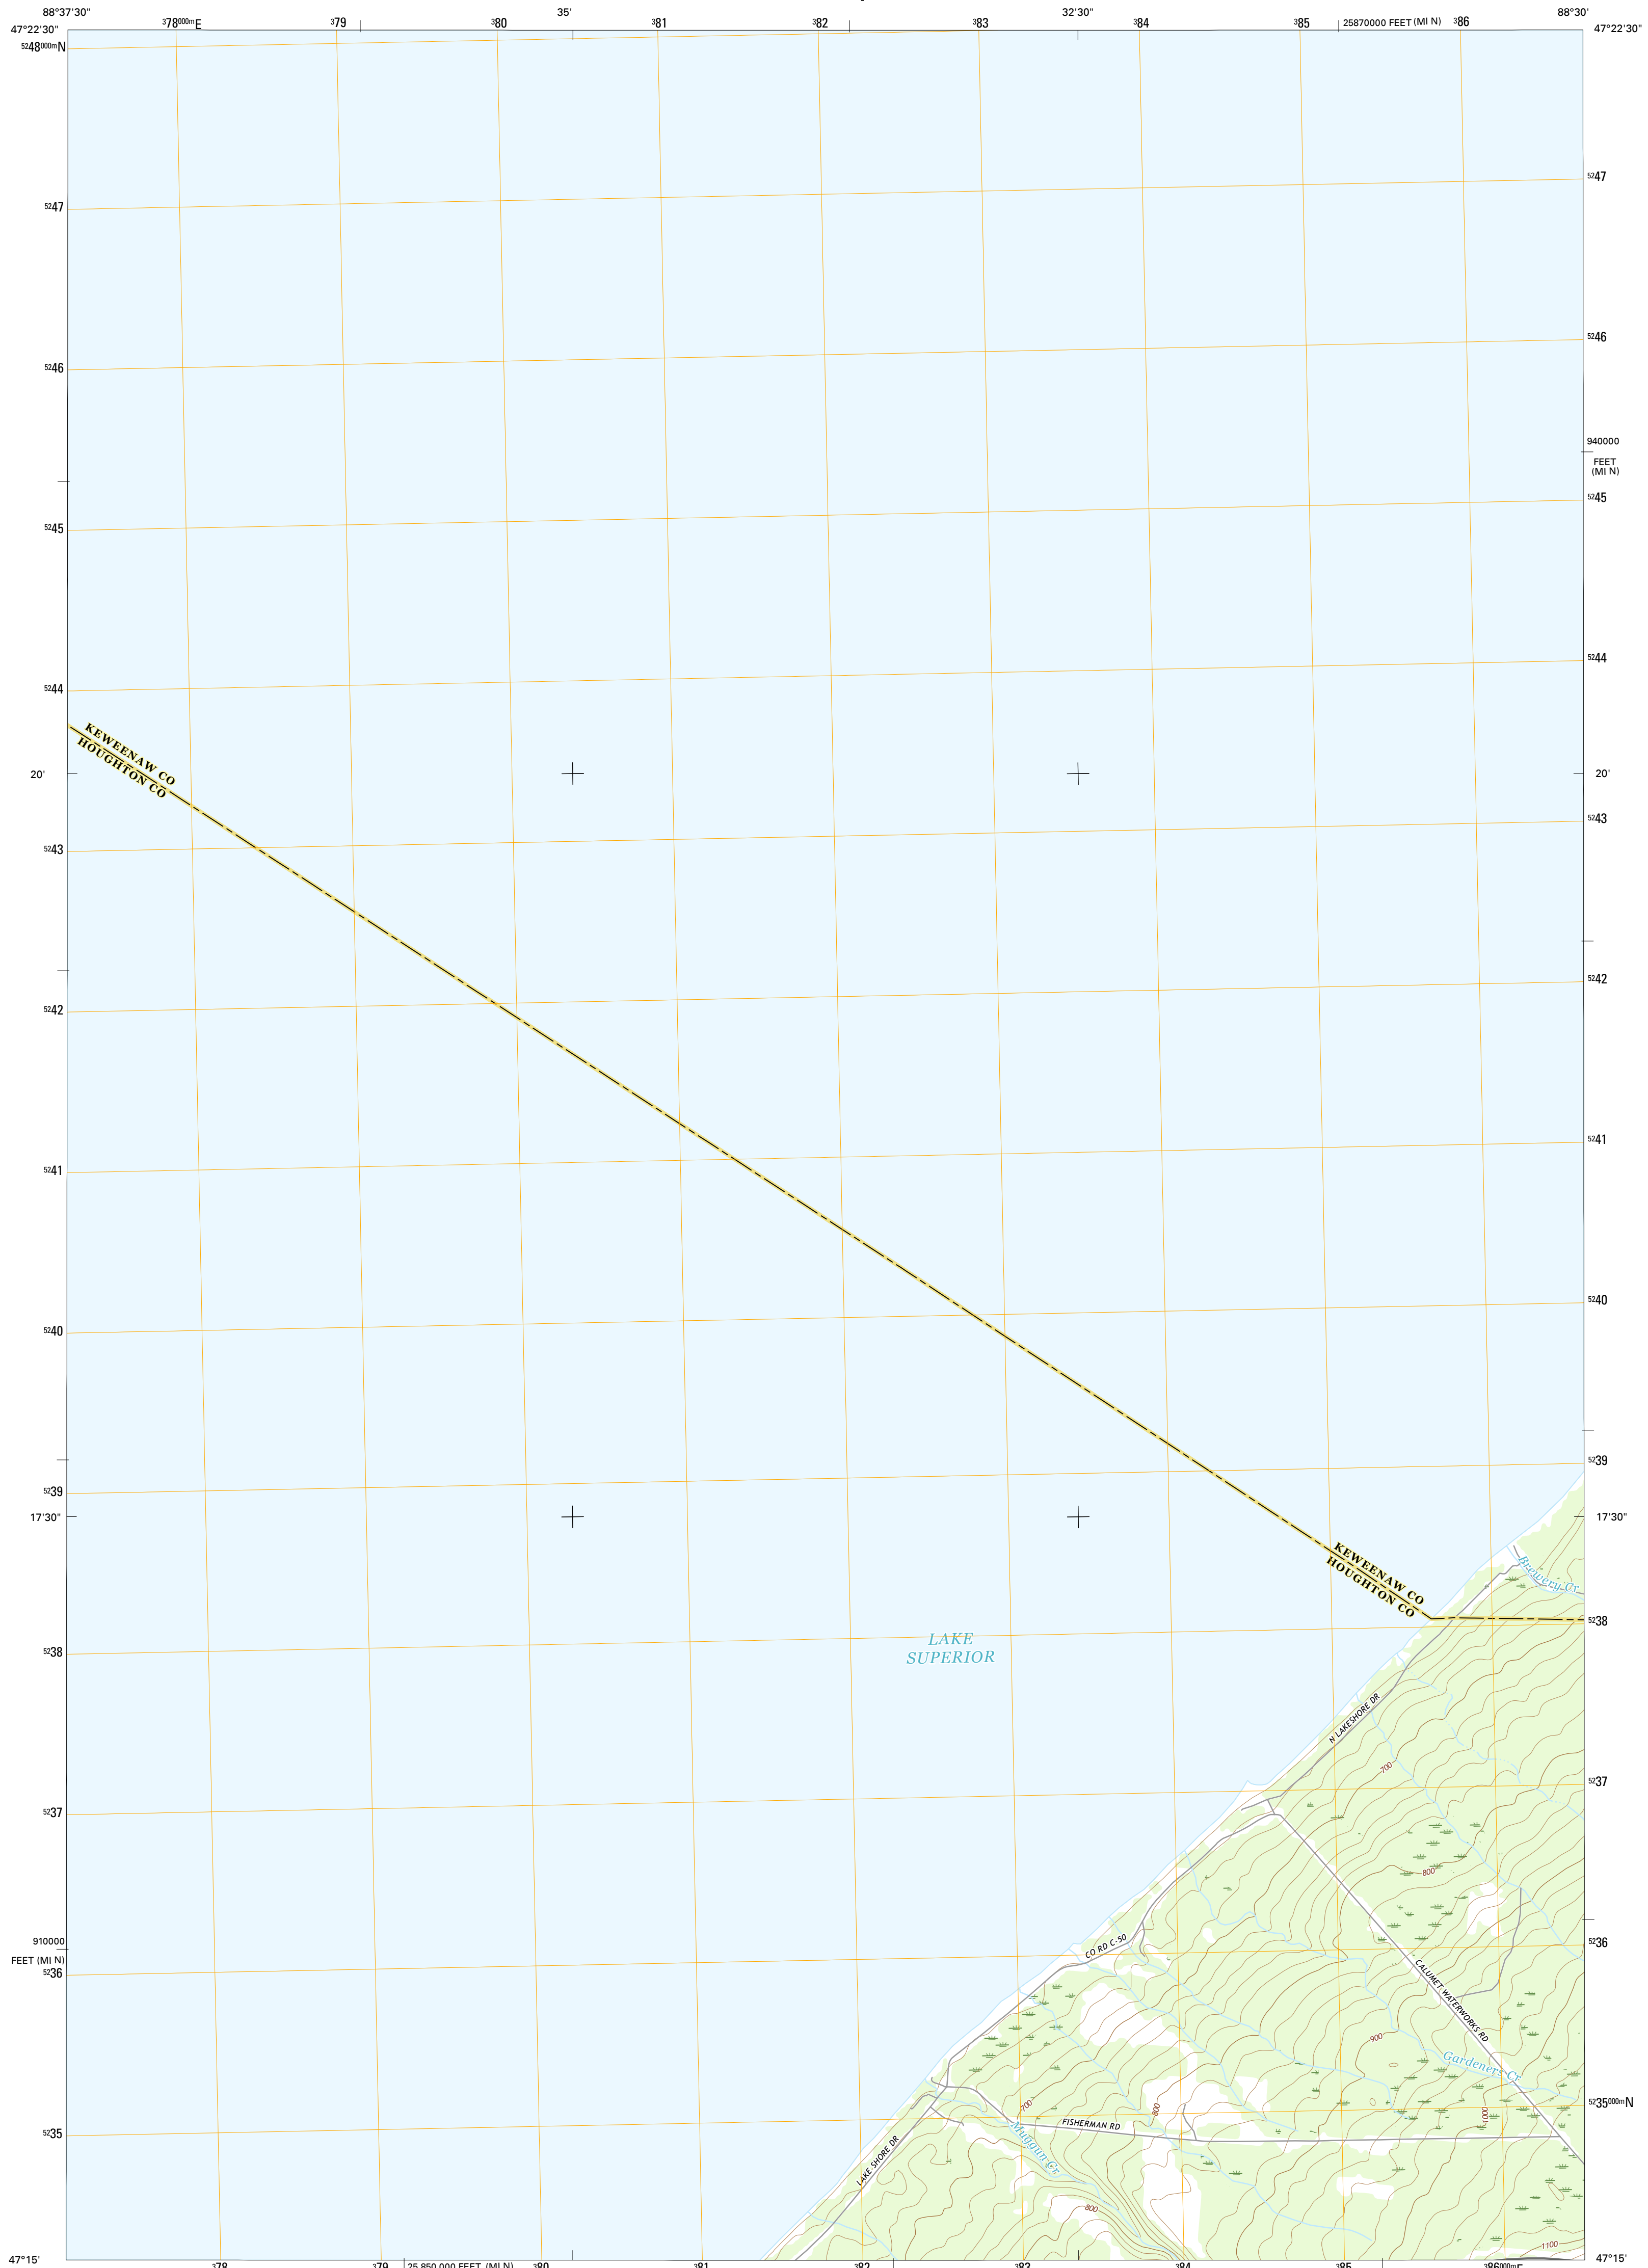 88°37'30"
378000mE
379
35'
380
381
382
383
32'30"
384
385
25870000 FEET (MI N)
386
88°30'
47°22'30"
47°22'30"
5248000mN
5247
5247
5246
5246
940000
FEET
(MI N)
5245
5245
5244
5244
KEWEENAW CO
HOUGHTON CO
20'
20'
5243
5243
5242
5242
5241
5241
5240
5240
5239
5239
17'30"
17'30"
KEWEENAW CO
HOUGHTON CO
Brewery Cr
5238
5238
LAKE
SUPERIOR
N LAKESHORE DR
700
5237
5237
800
910000
FEET (MI N)
CO RD C-50
5236
5236
CALUMET WATERWORKS RD
900
Gardeners Cr
5235000mN
700
800
1000
FISHERMAN RD
5235
Muggun Cr
LAKE SHORE DR
800
1100
47°15'
47°15'
378
379
25 850 000 FEET (MI N)
380
381
382
383
384
385
386000mE